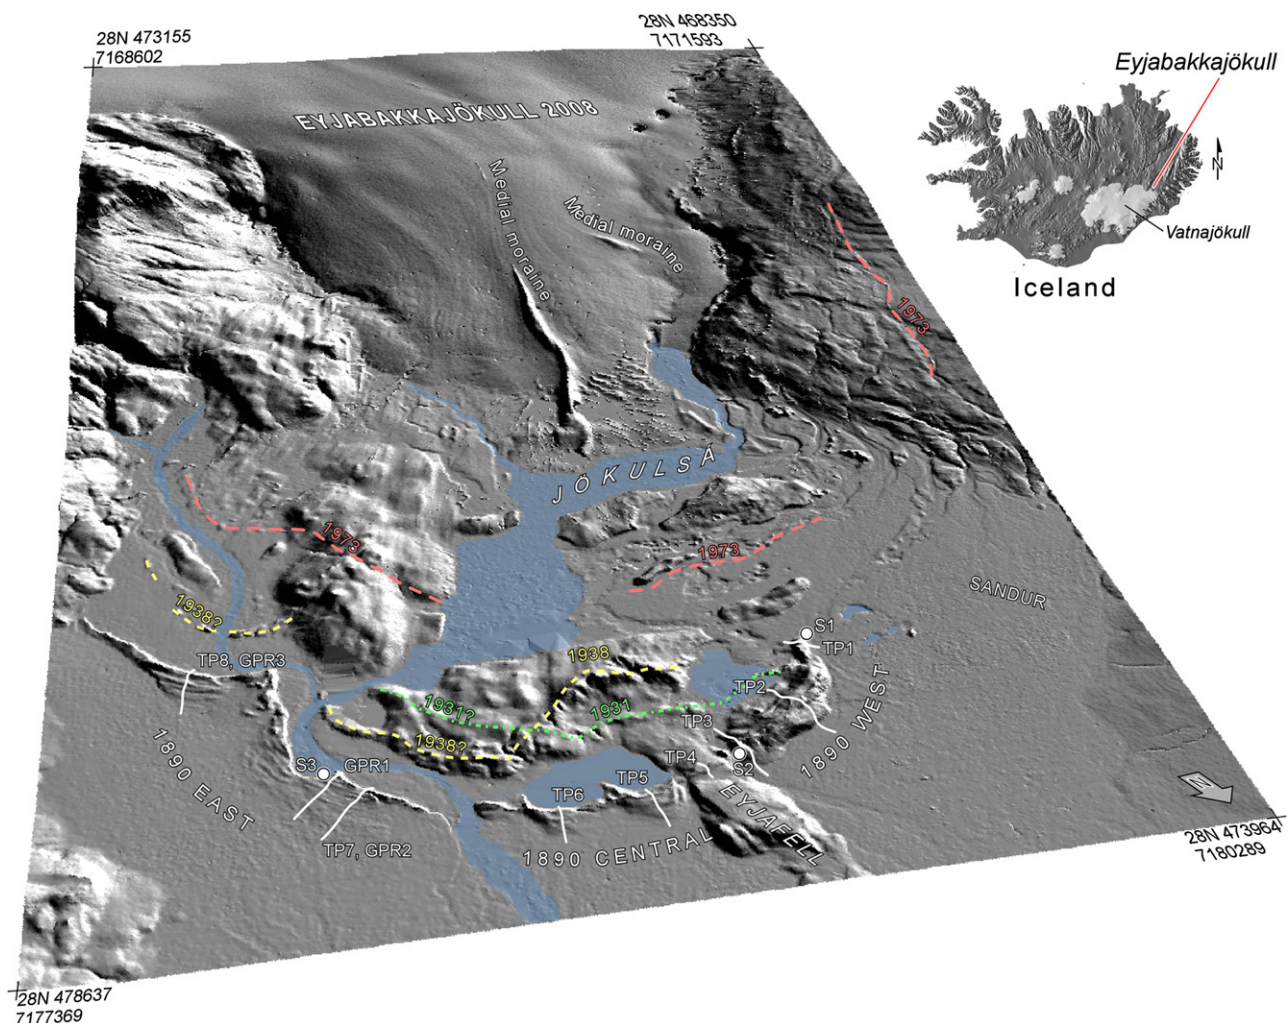 28N 473155
7168602
28N 468350
7171593
Eyjabakkajökull
N
Vatnajökull
Iceland
EYJABAKKAJÖKULL 2008
Medial moraine
Medial moraine
1973
JÖKULSÁ
1973
1973
SANDUR
1938?
S1
TP1
TP8, GPR3
1938
TP2
1931?
1931
TP3
1890 WEST
1938?
TP4
S2
1890 EAST
S3
GPR1
TP5
TP6
EYJAFELL
N
TP7, GPR2
1890 CENTRAL
28N 473964
7180289
28N 478637
7177369